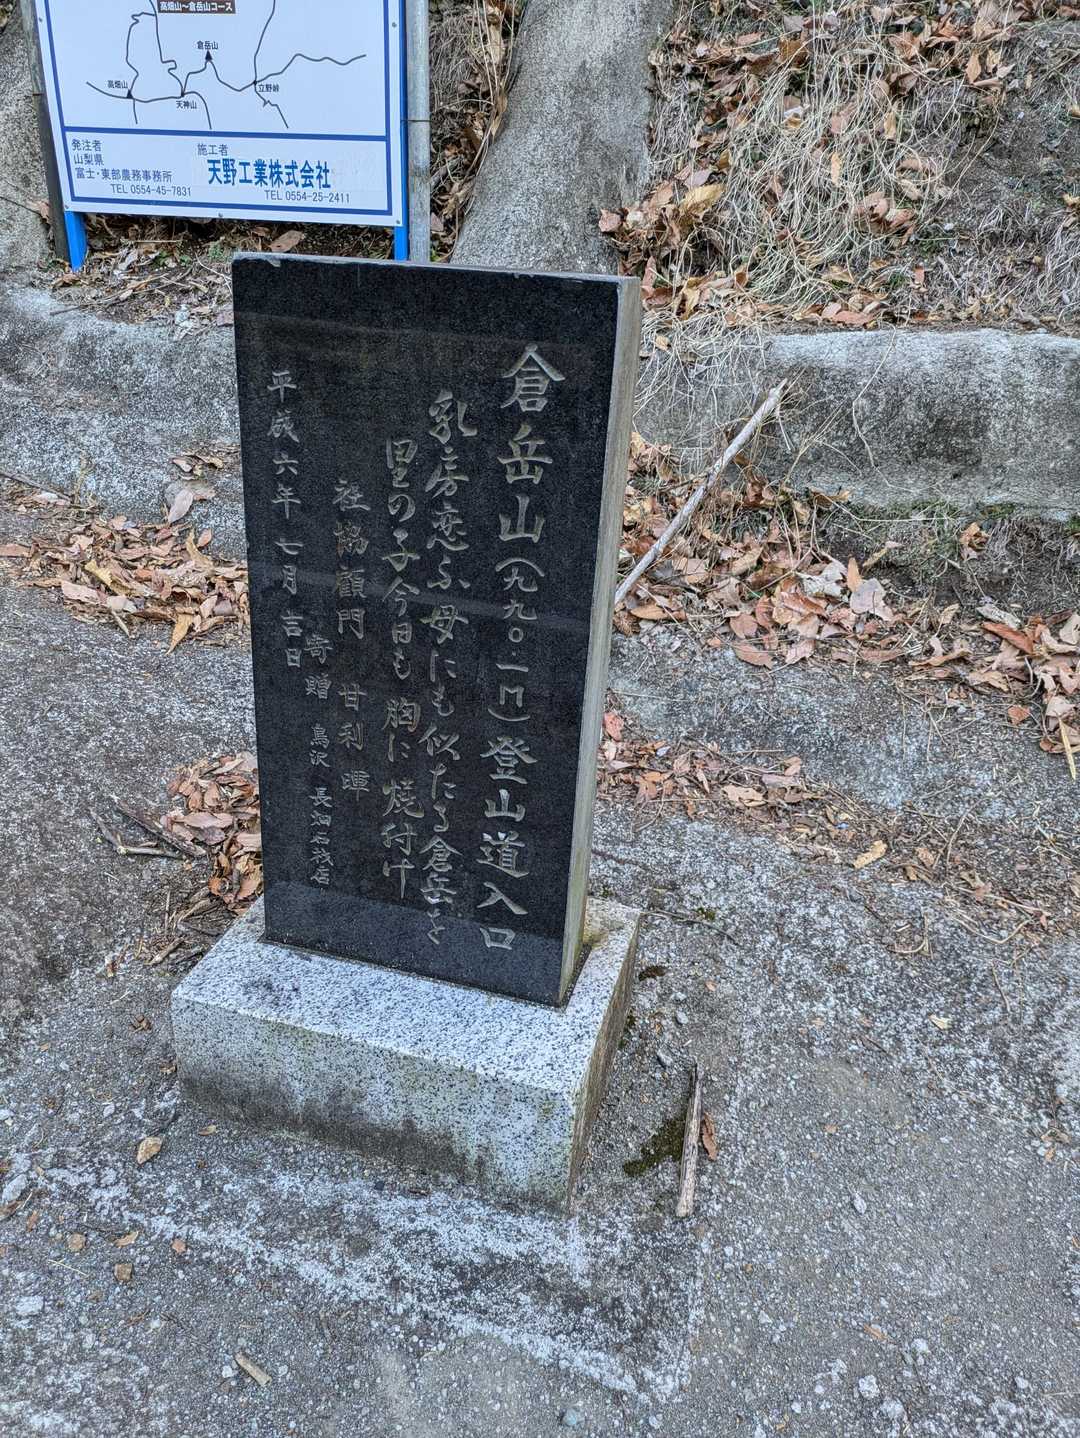 高畑山～倉岳山コース
倉岳山
高畑山
天神山
立野峠
発注者
山梨県
富士・東部農務事務所
TEL 0554-45-7831
施工者
天野工業株式会社
TEL 0554-25-2411
倉岳山(九九〇・一m)登山道入口
乳房恋ふ母にも似たる倉岳を
里の子今日も胸に焼付け
社協顧問 甘利暉
寄贈 鳥沢 長畑石材店
平成六年七月吉日